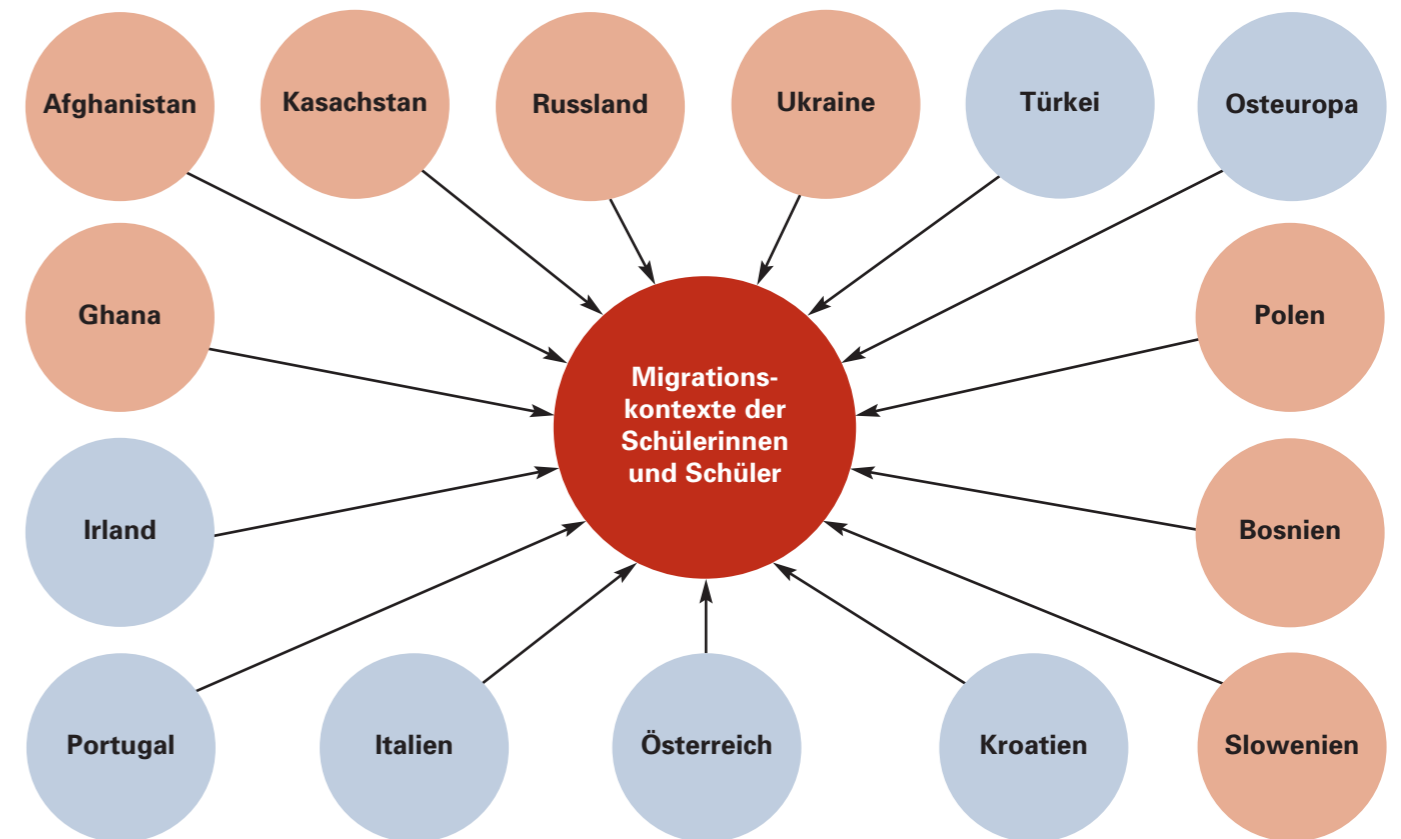 Afghanistan
Kasachstan
Russland
Ukraine
Türkei
Osteuropa
Ghana
Polen
Migrations-
kontexte der
Schülerinnen
und Schüler
Irland
Bosnien
Portugal
Italien
Österreich
Kroatien
Slowenien